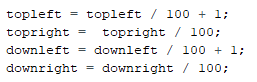 topleft = topleft / 100 + 1;
topright =  topright / 100;
downleft = downleft / 100 + 1;
downright = downright / 100;